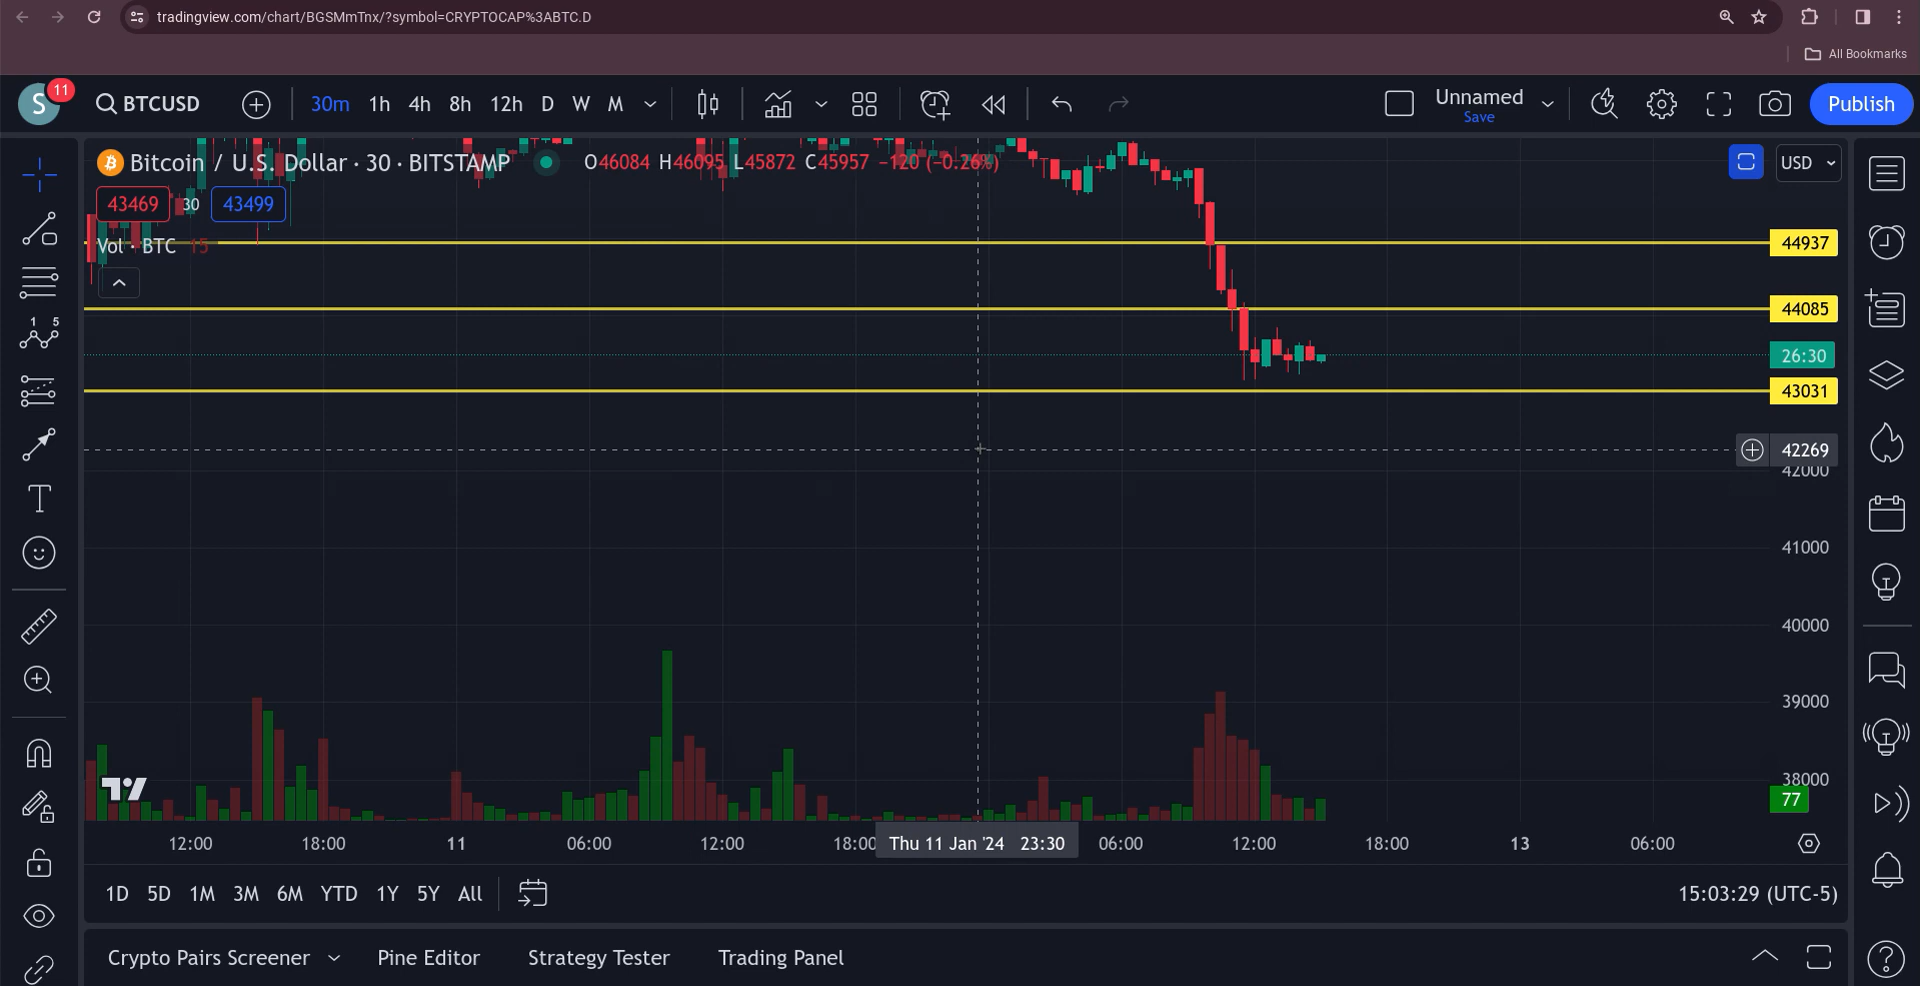 tradingview.com/chart/BGSMmTnx/?symbol=CRYPTOCAP%3ABTC.D
All Bookmarks
S 11 BTCUSD 30m 1h 4h 8h 12h D W M Unnamed Save Publish
Bitcoin / U.S. Dollar · 30 · BITSTAMP O46084 H46095 L45872 C45957 −120 (−0.26%) USD
43469 30 43499
Vol · BTC 15 44937
44085
26:30
43031
42269
42000
41000
40000
39000
38000
77
12:00 18:00 11 06:00 12:00 18:00 Thu 11 Jan '24 23:30 06:00 12:00 18:00 13 06:00
1D 5D 1M 3M 6M YTD 1Y 5Y All 15:03:29 (UTC-5)
Crypto Pairs Screener Pine Editor Strategy Tester Trading Panel